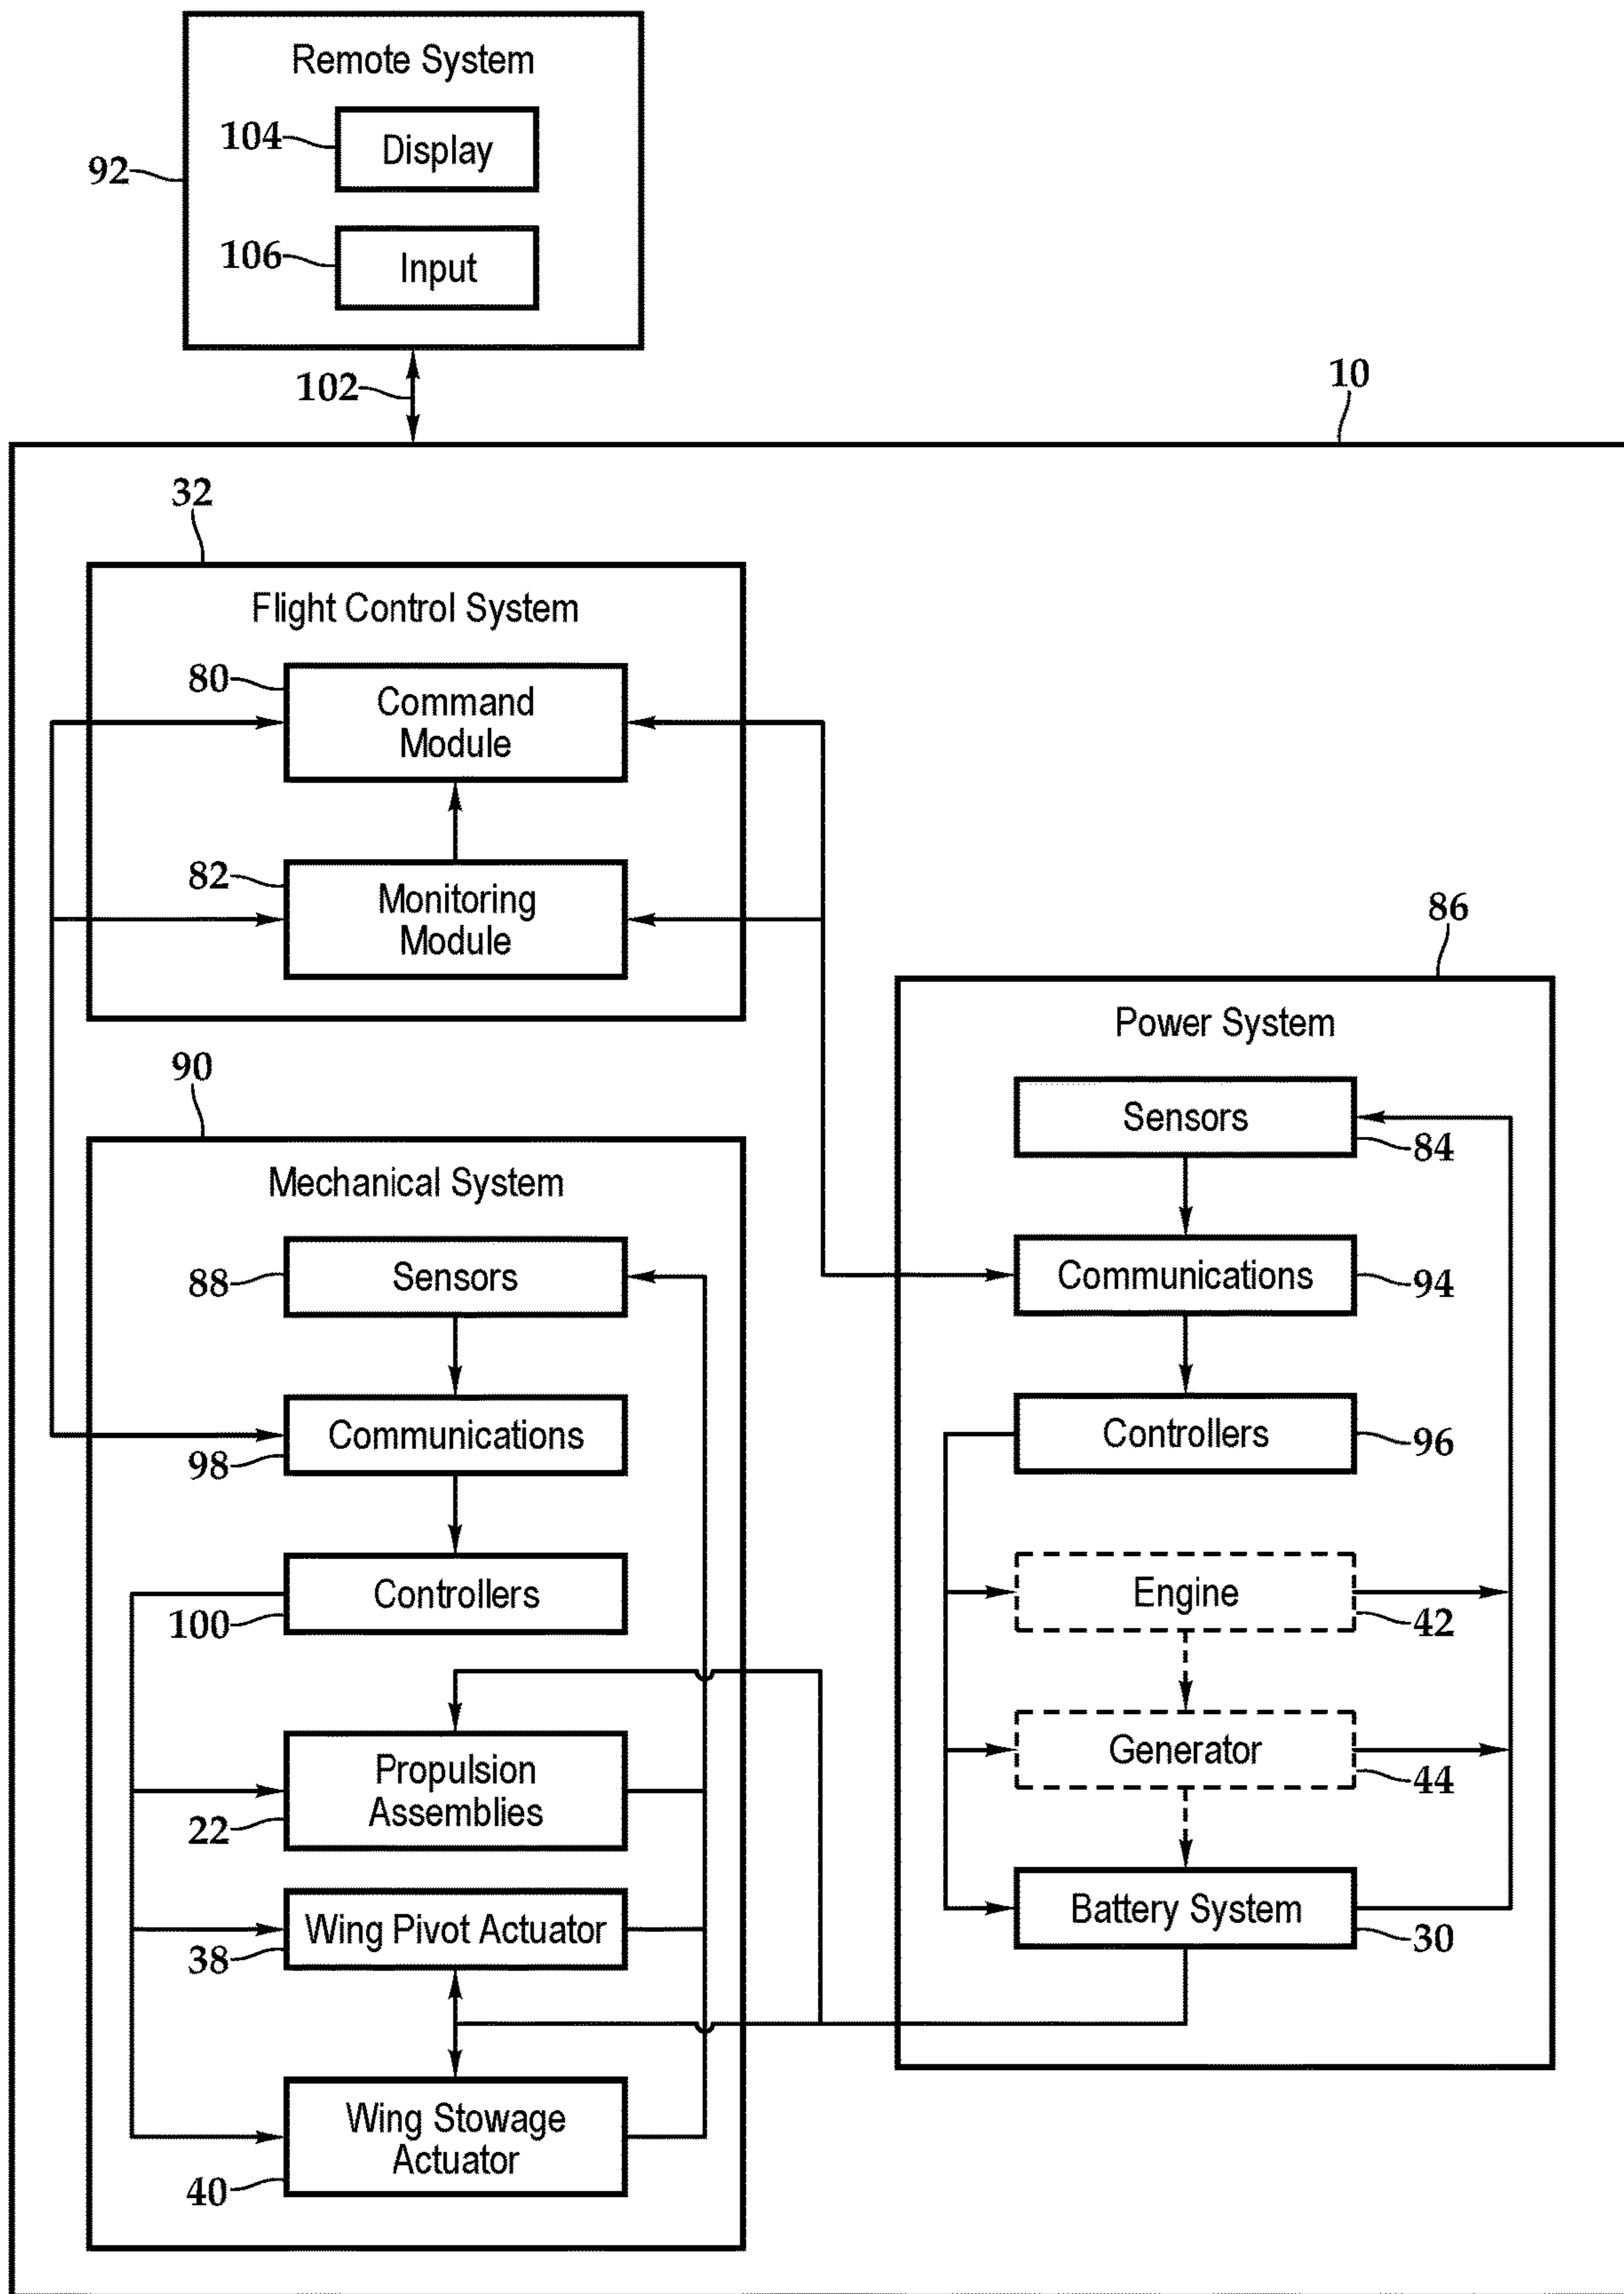 Remote System
104
Display
92
106
Input
102
10
32
Flight Control System
80
Command
Module
82
Monitoring
Module
86
Power System
90
Sensors
84
Mechanical System
88
Sensors
Communications
94
Communications
98
Controllers
96
Controllers
100
Engine
42
Propulsion
Assemblies
22
Generator
44
Wing Pivot Actuator
38
Battery System
30
Wing Stowage
Actuator
40